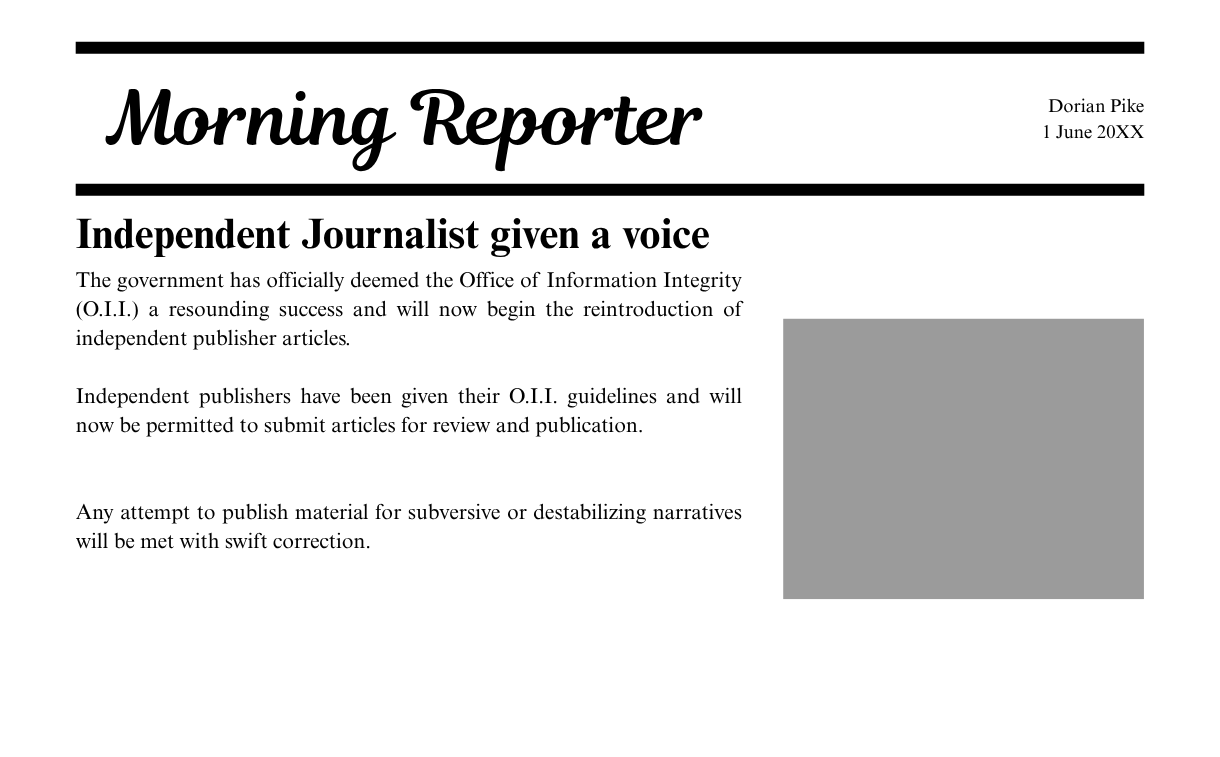 Morning Reporter
Dorian Pike
1 June 20XX
Independent Journalist given a voice
The government has officially deemed the Office of Information Integrity
(O.I.I.) a resounding success and will now begin the reintroduction of
independent publisher articles.
Independent publishers have been given their O.I.I. guidelines and will
now be permitted to submit articles for review and publication.
Any attempt to publish material for subversive or destabilizing narratives
will be met with swift correction.